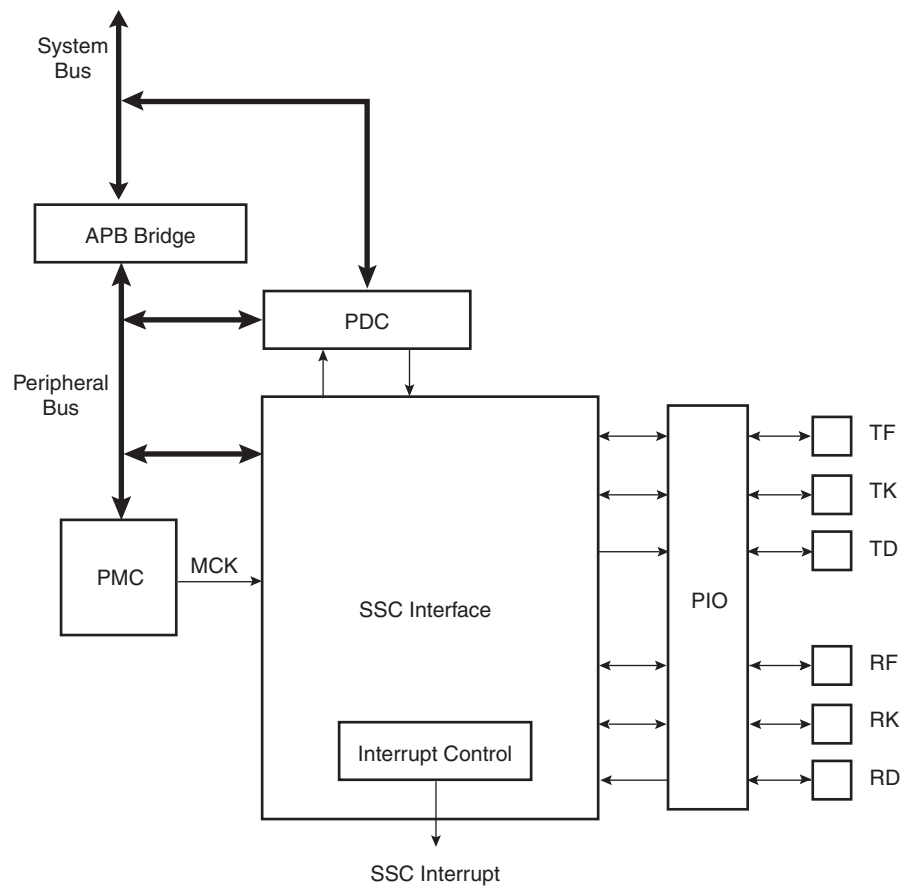 System
Bus
APB Bridge
PDC
Peripheral
Bus
TF
TK
TD
PMC
MCK
SSC Interface
PIO
RF
RK
RD
Interrupt Control
SSC Interrupt